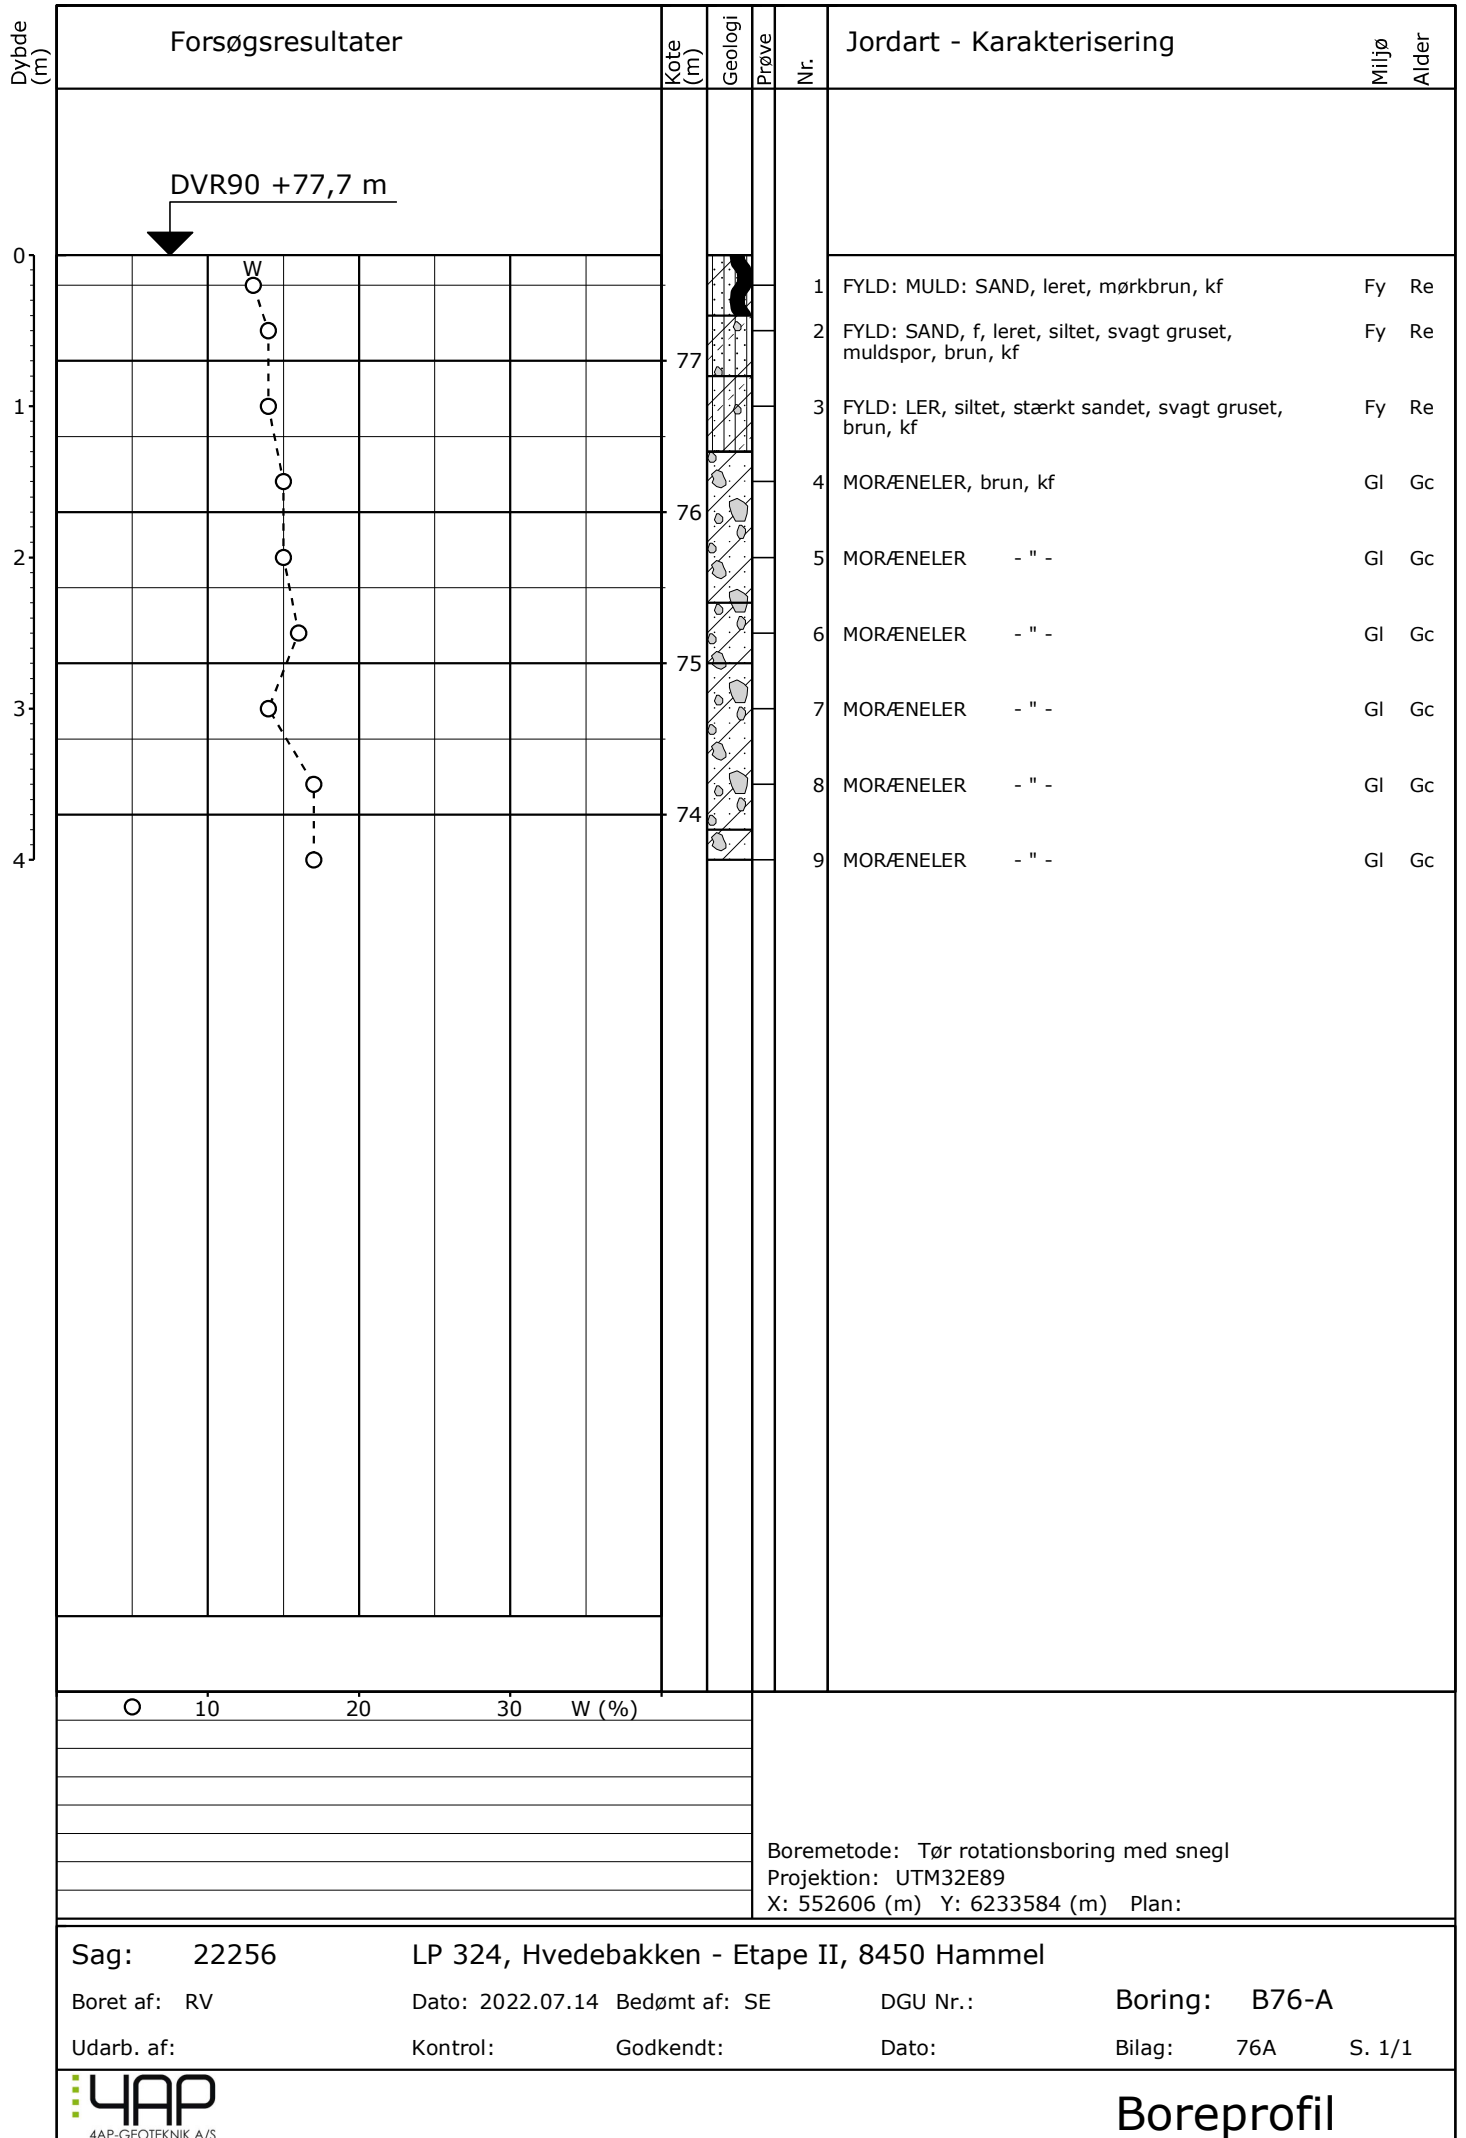 Dybde (m)
Forsøgsresultater
Kote (m)
Geologi
Prøve
Nr.
Jordart - Karakterisering
Miljø
Alder
DVR90 +77,7 m
0
W
1 FYLD: MULD: SAND, leret, mørkbrun, kf Fy Re
2 FYLD: SAND, f, leret, siltet, svagt gruset, Fy Re
muldspor, brun, kf
77
1
3 FYLD: LER, siltet, stærkt sandet, svagt gruset, Fy Re
brun, kf
4 MORÆNELER, brun, kf Gl Gc
76
2
5 MORÆNELER - " - Gl Gc
6 MORÆNELER - " - Gl Gc
75
3
7 MORÆNELER - " - Gl Gc
8 MORÆNELER - " - Gl Gc
74
4
9 MORÆNELER - " - Gl Gc
10 20 30 W (%)
Boremetode: Tør rotationsboring med snegl
Projektion: UTM32E89
X: 552606 (m) Y: 6233584 (m) Plan:
Sag: 22256 LP 324, Hvedebakken - Etape II, 8450 Hammel
Boret af: RV Dato: 2022.07.14 Bedømt af: SE DGU Nr.: Boring: B76-A
Udarb. af: Kontrol: Godkendt: Dato: Bilag: 76A S. 1/1
4AP
4AP-GEOTEKNIK A/S
Boreprofil